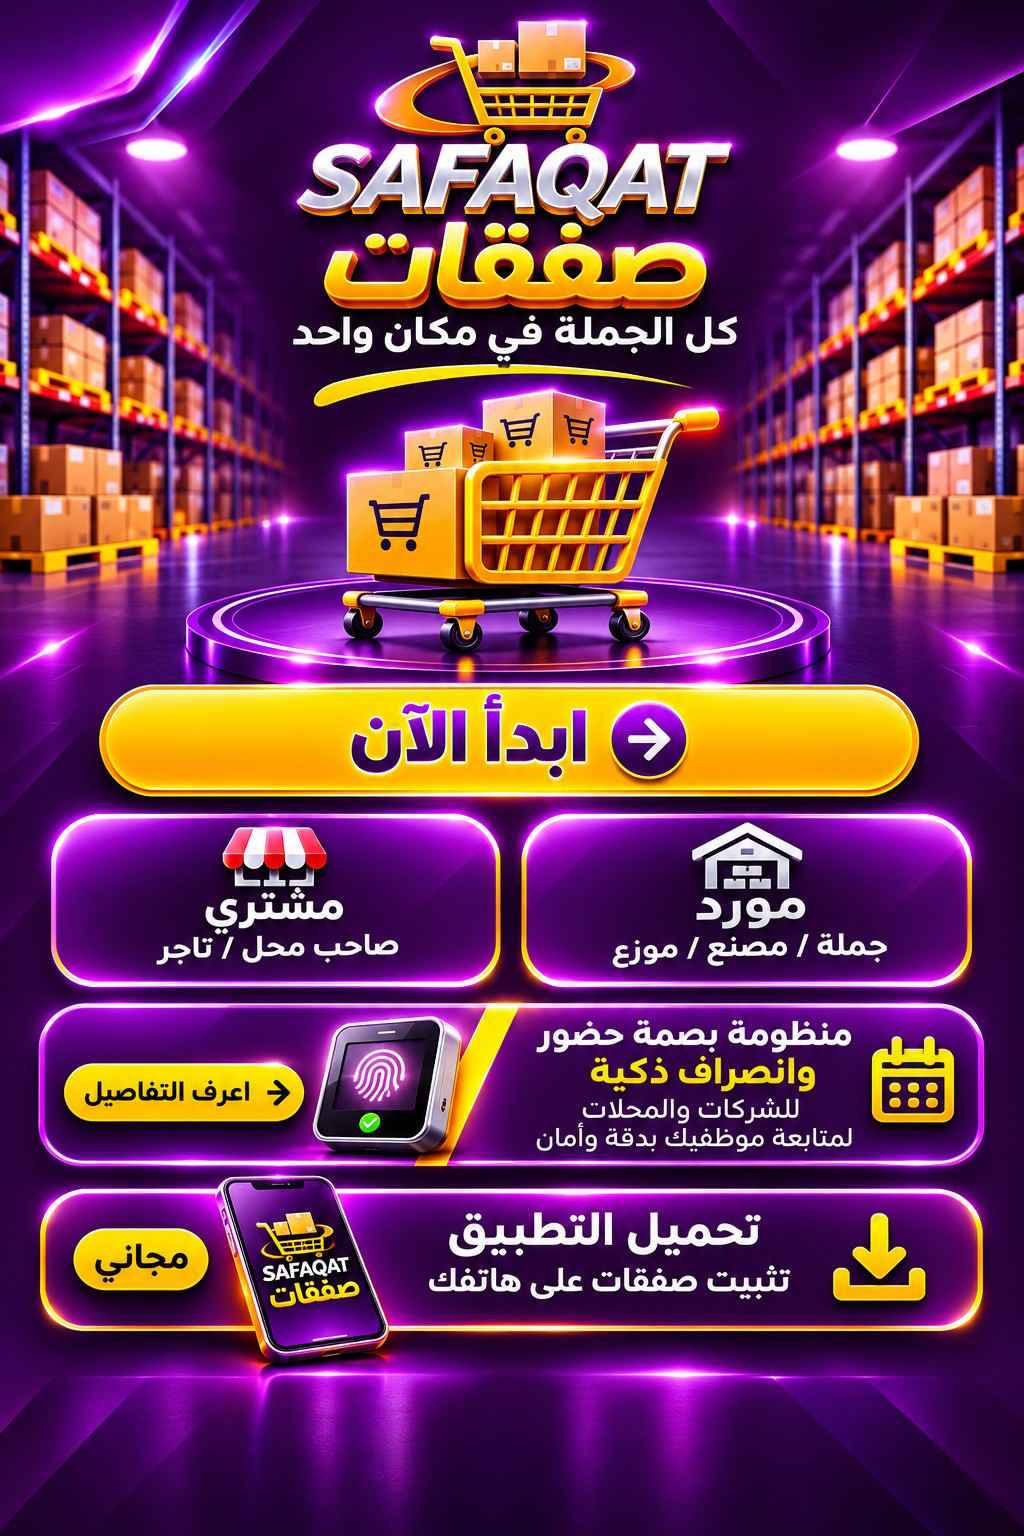 SAFAQAT
صفقات
كل الجملة في مكان واحد
ابدأ الآن
مورد
جملة / مصنع / موزع
مشتري
صاحب محل / تاجر
منظومة بصمة حضور
وانصراف ذكية
للشركات والمحلات
لمتابعة موظفيك بدقة وأمان
اعرف التفاصيل
تحميل التطبيق
تثبيت صفقات على هاتفك
SAFAQAT
صفقات
مجاني